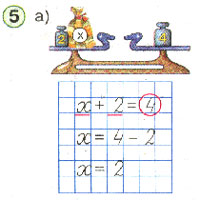 5 а)
2 x 4
x + 2 = 4
x = 4 - 2
x = 2